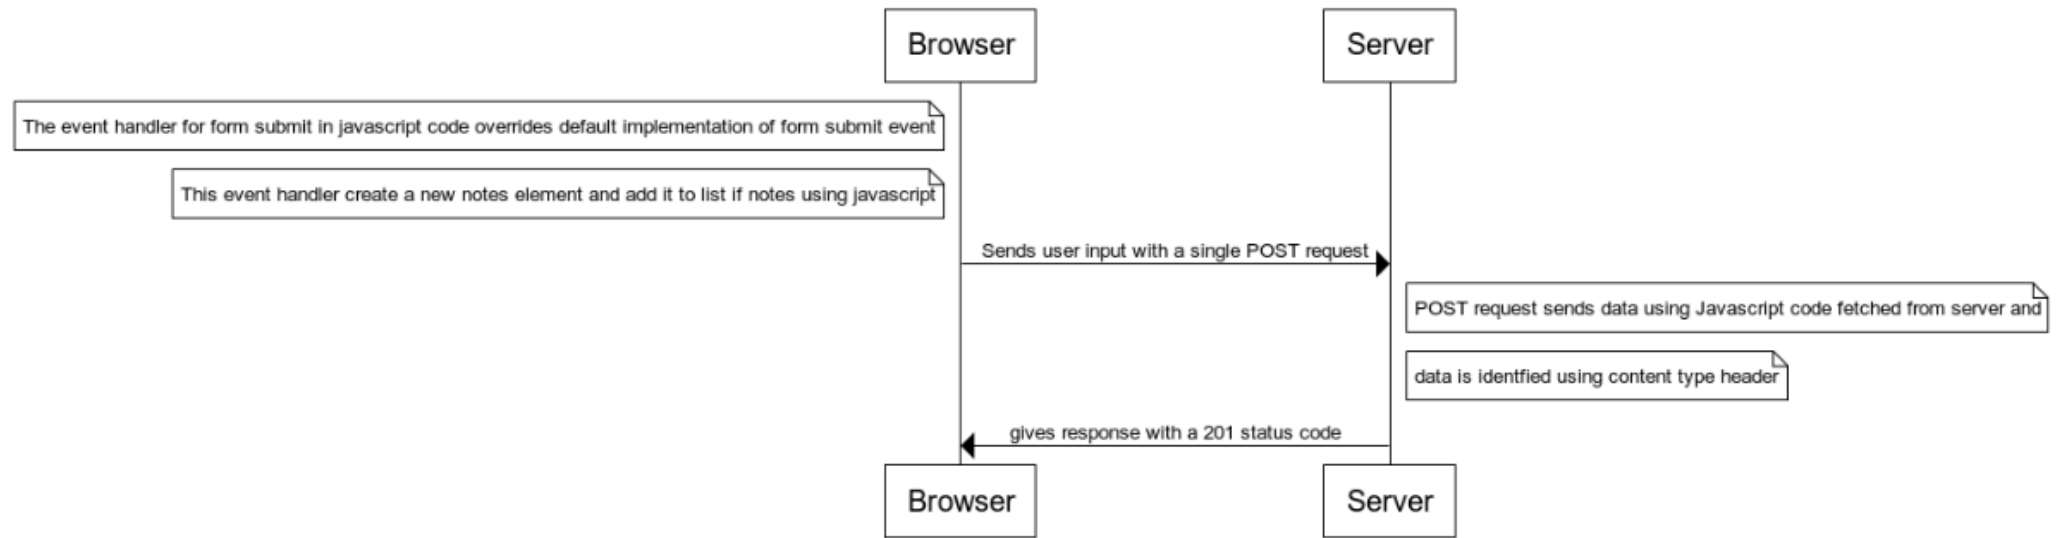 Browser
Server
The event handler for form submit in javascript code overrides default implementation of form submit event
This event handler create a new notes element and add it to list if notes using javascript
Sends user input with a single POST request
POST request sends data using Javascript code fetched from server and
data is identfied using content type header
gives response with a 201 status code
Browser
Server